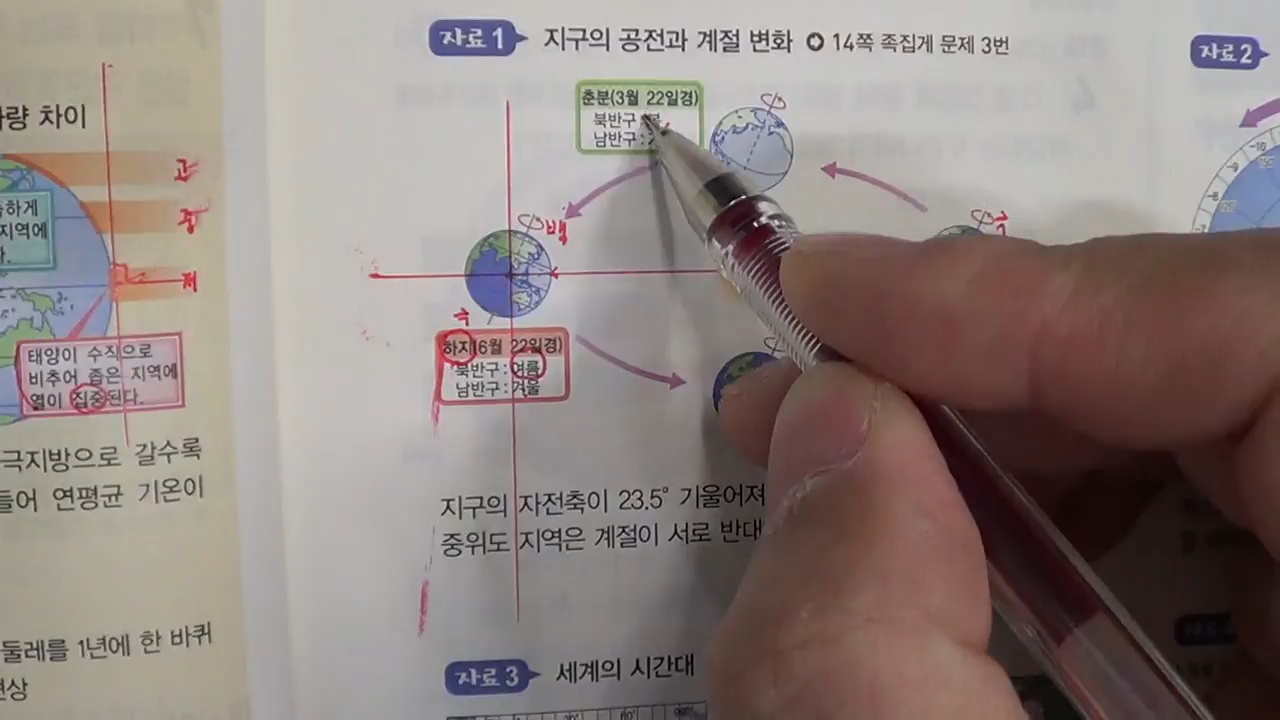 자료 1 지구의 공전과 계절 변화 14쪽 족집게 문제 3번
자료 2
춘분(3월 22일경)
북반구
남반구 :
백
하지(6월 22일경)
북반구 : 여름
남반구 : 겨울
지구의 자전축이 23.5° 기울어져
중위도 지역은 계절이 서로 반대
자료 3 세계의 시간대
차이
고
중
저
지역에
태양이 수직으로
비추어 좁은 지역에
열이 집중된다.
극지방으로 갈수록
들어 연평균 기온이
둘레를 1년에 한 바퀴
현상